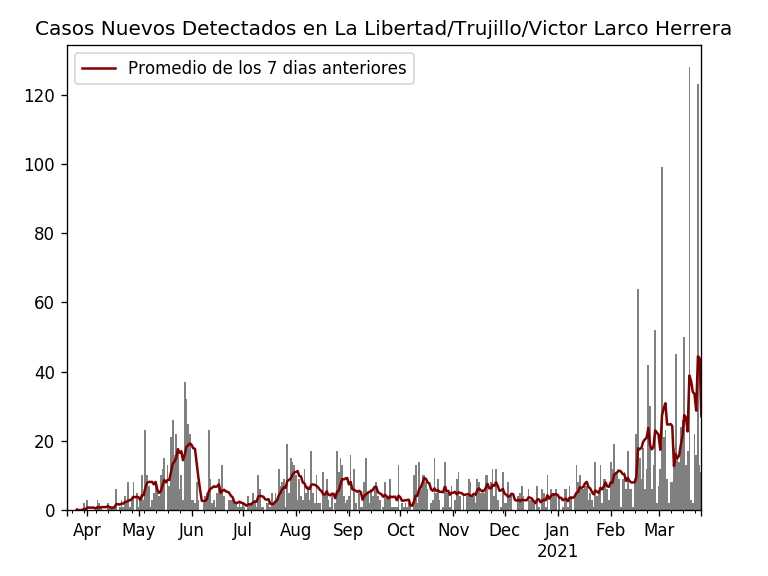 Casos Nuevos Detectados en La Libertad/Trujillo/Victor Larco Herrera
Promedio de los 7 dias anteriores
120
100
80
60
40
20
0
Apr May Jun Jul Aug Sep Oct Nov Dec Jan Feb Mar
2021